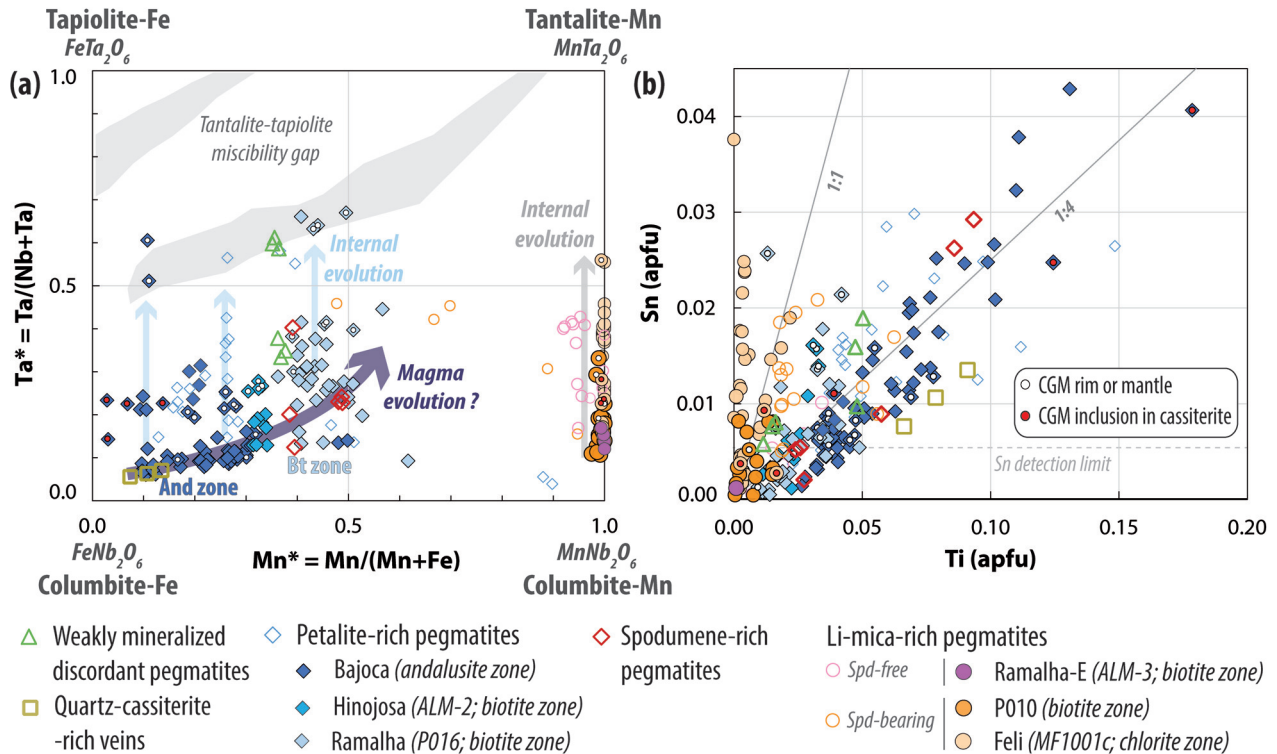 Tapiolite-Fe
FeTa2O6
Tantalite-Mn
MnTa2O6
(a)
1.0
0.5
0.0
Ta* = Ta/(Nb+Ta)
Tantalite-tapiolite
miscibility gap
Internal
evolution
Internal
evolution
Magma
evolution ?
Bt zone
And zone
0.0
0.5
1.0
FeNb2O6
Columbite-Fe
Mn* = Mn/(Mn+Fe)
MnNb2O6
Columbite-Mn
(b)
0.04
0.03
0.02
0.01
0.00
Sn (apfu)
1:1
1:4
CGM rim or mantle
CGM inclusion in cassiterite
Sn detection limit
0.00
0.05
0.10
0.15
0.20
Ti (apfu)
Weakly mineralized
discordant pegmatites
Quartz-cassiterite
-rich veins
Petalite-rich pegmatites
Bajoca (andalusite zone)
Hinojosa (ALM-2; biotite zone)
Ramalha (P016; biotite zone)
Spodumene-rich
pegmatites
Li-mica-rich pegmatites
Spd-free
Spd-bearing
Ramalha-E (ALM-3; biotite zone)
P010 (biotite zone)
Feli (MF1001c; chlorite zone)